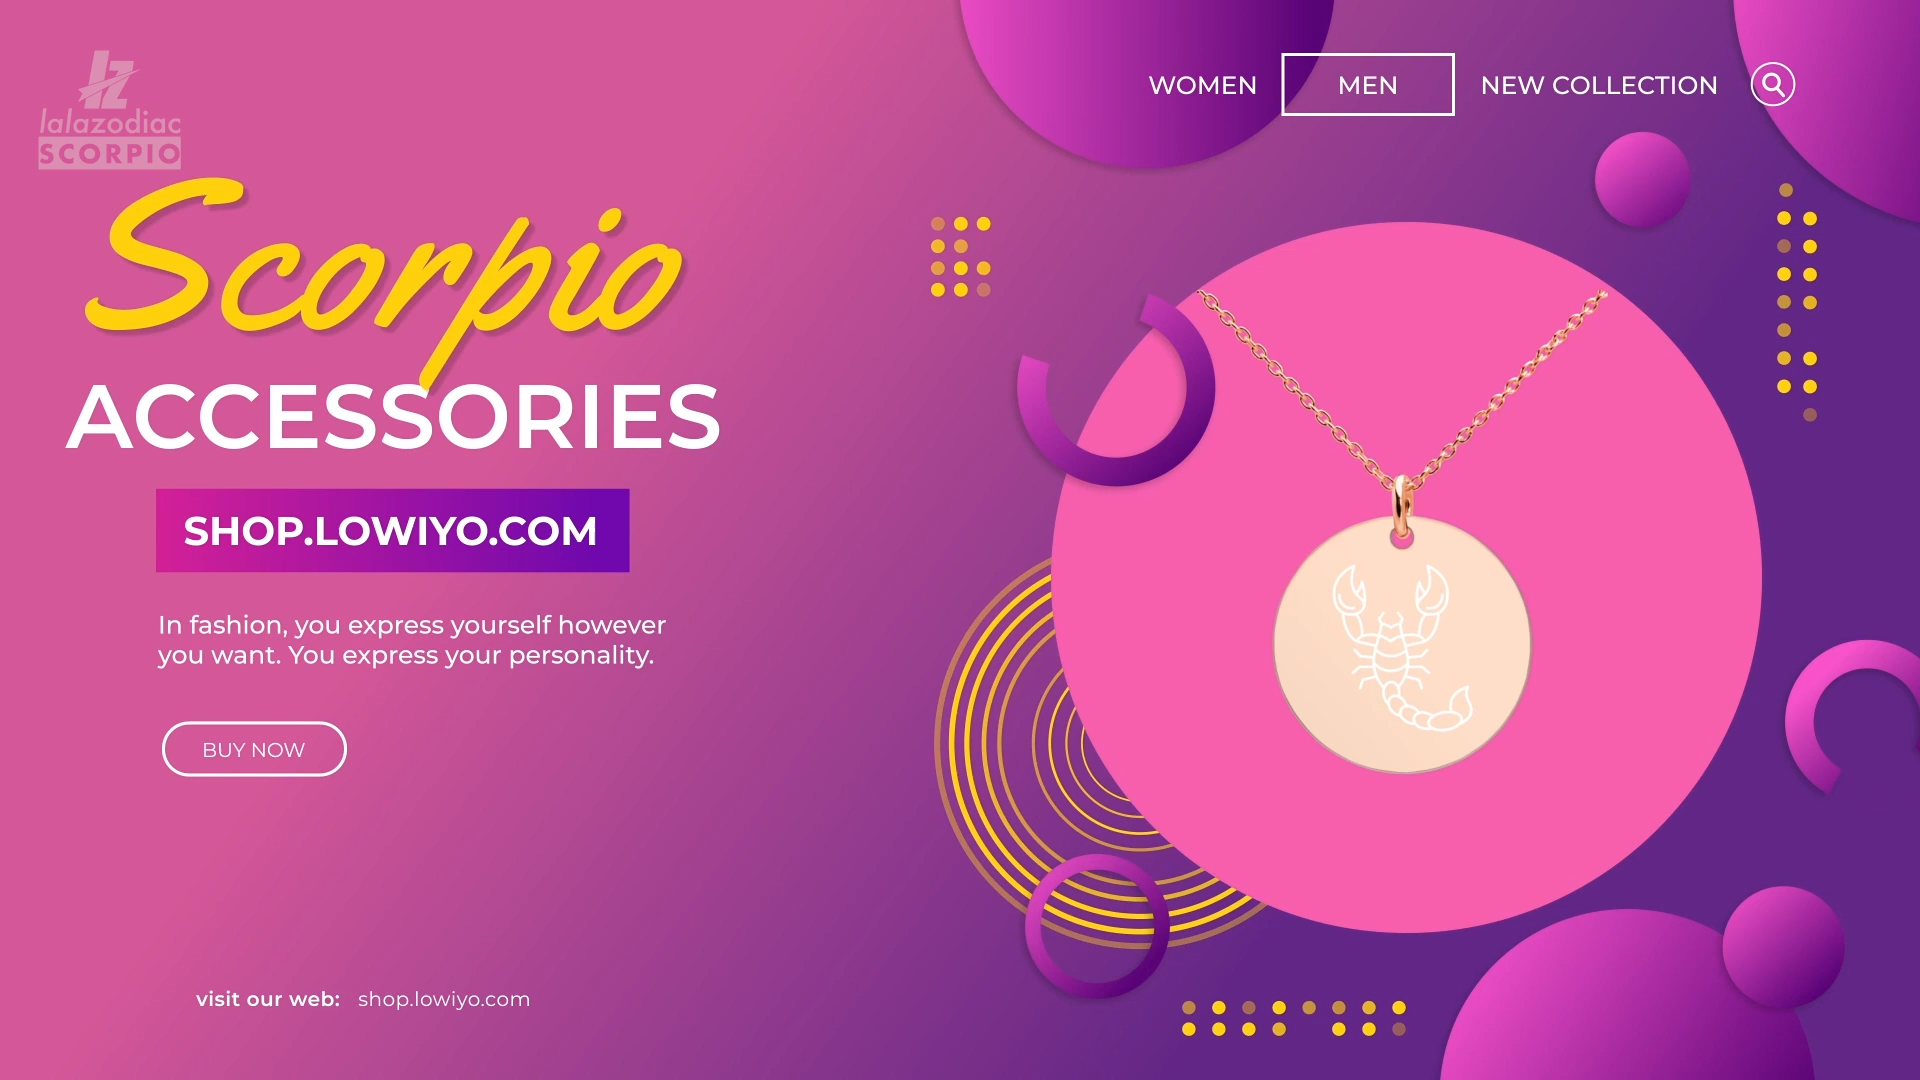 lz
lalazodiac
SCORPIO
WOMEN MEN NEW COLLECTION
Scorpio
ACCESSORIES
SHOP.LOWIYO.COM
In fashion, you express yourself however
you want. You express your personality.
BUY NOW
visit our web: shop.lowiyo.com